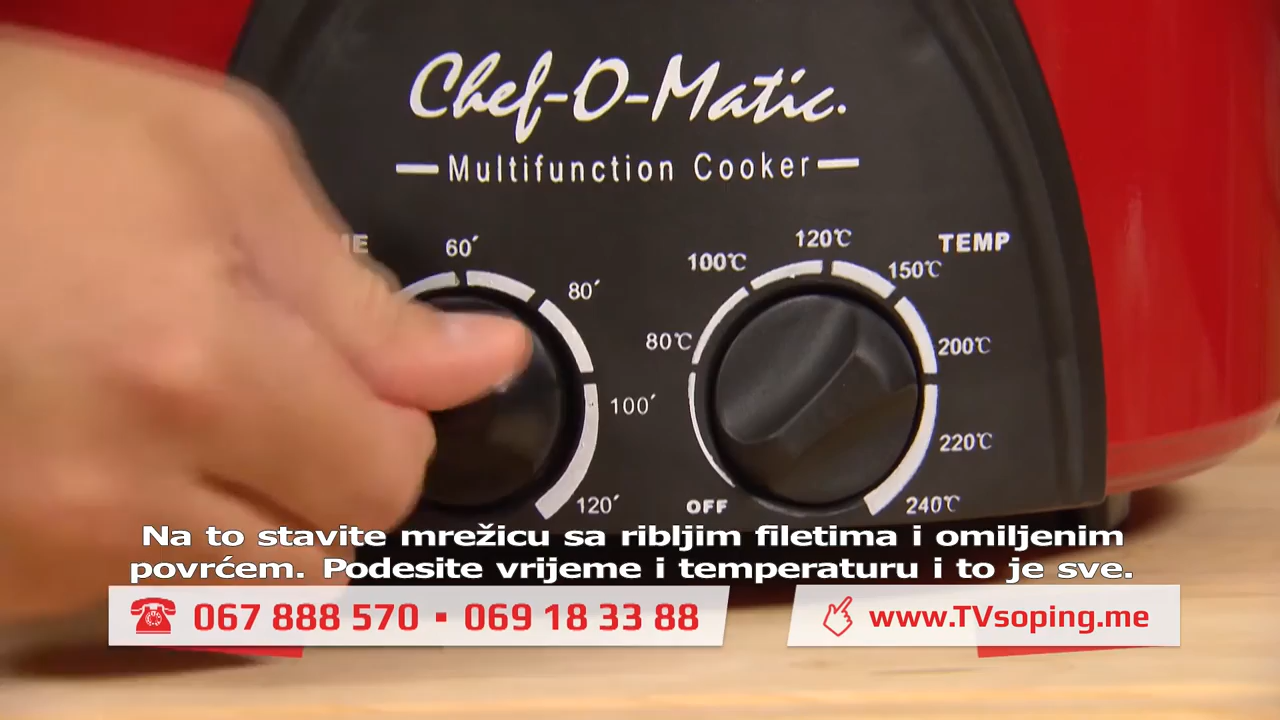 Chef-O-Matic.
Multifunction Cooker
60´
80´
100´
120´
TEMP
OFF
80℃
100℃
120℃
150℃
200℃
220℃
240℃
Na to stavite mrežicu sa ribljim filetima i omiljenim
povrćem. Podesite vrijeme i temperaturu i to je sve.
067 888 570 ▪ 069 18 33 88
www.TVsoping.me